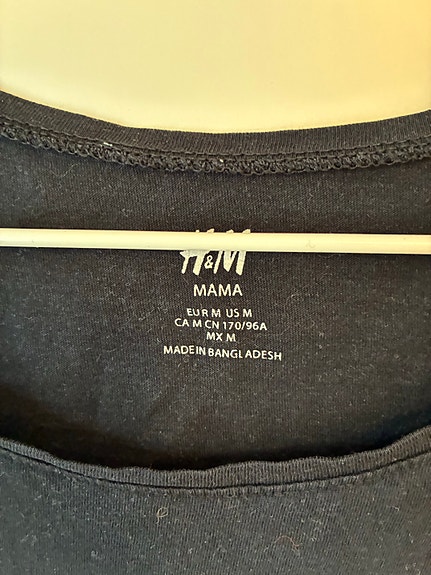 H&M
MAMA
EUR M US M
CA M CN 170/96A
MX M
MADE IN BANGLADESH